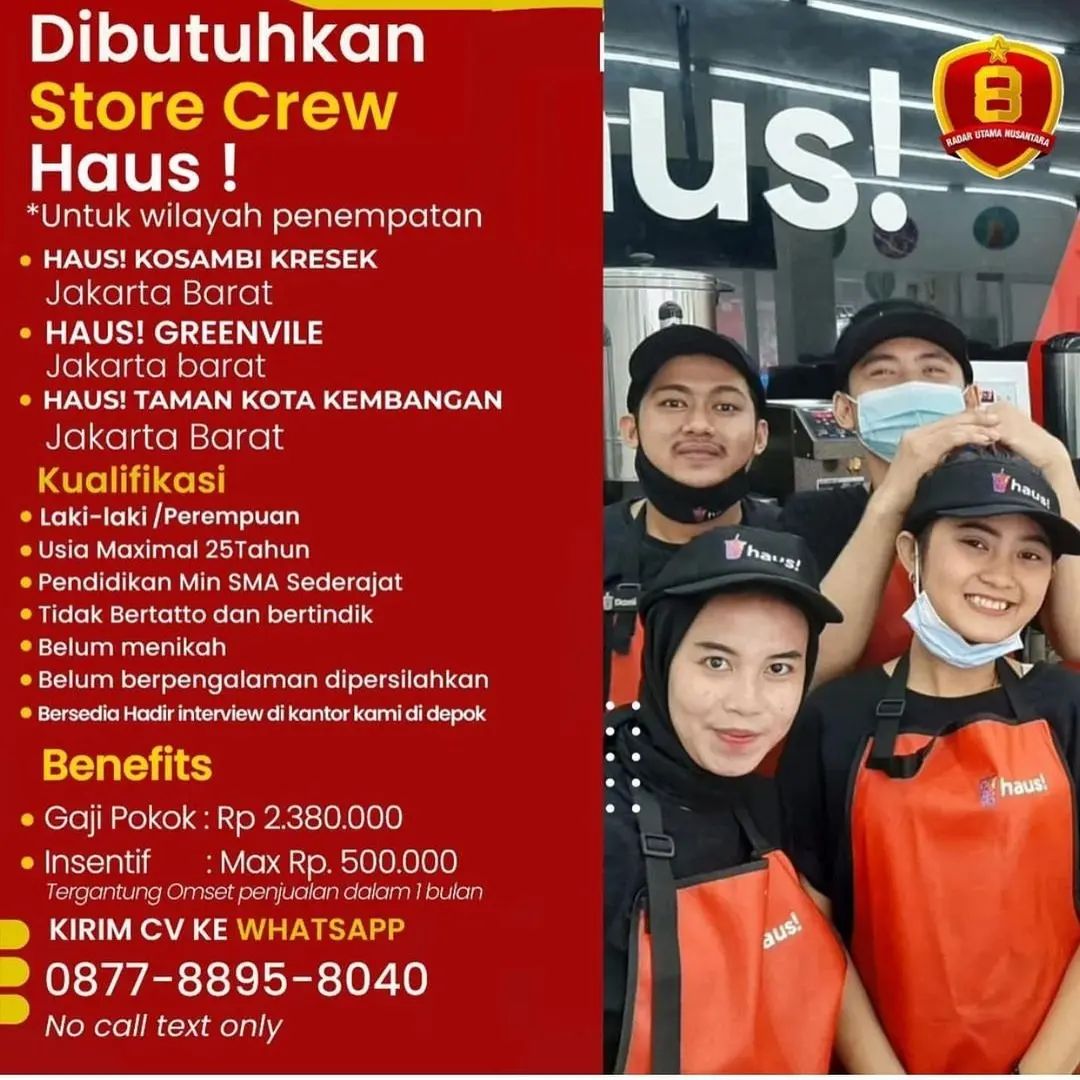 Dibutuhkan
Store Crew
Haus !
*Untuk wilayah penempatan
• HAUS! KOSAMBI KRESEK
Jakarta Barat
• HAUS! GREENVILE
Jakarta barat
• HAUS! TAMAN KOTA KEMBANGAN
Jakarta Barat
Kualifikasi
• Laki-laki /Perempuan
• Usia Maximal 25Tahun
• Pendidikan Min SMA Sederajat
• Tidak Bertatto dan bertindik
• Belum menikah
• Belum berpengalaman dipersilahkan
• Bersedia Hadir interview di kantor kami di depok
Benefits
• Gaji Pokok : Rp 2.380.000
• Insentif : Max Rp. 500.000
Tergantung Omset penjualan dalam 1 bulan
KIRIM CV KE WHATSAPP
0877-8895-8040
No call text only
us!
8
RADAR UTAMA NUSANTARA
haus!
haus!
haus!
aus!